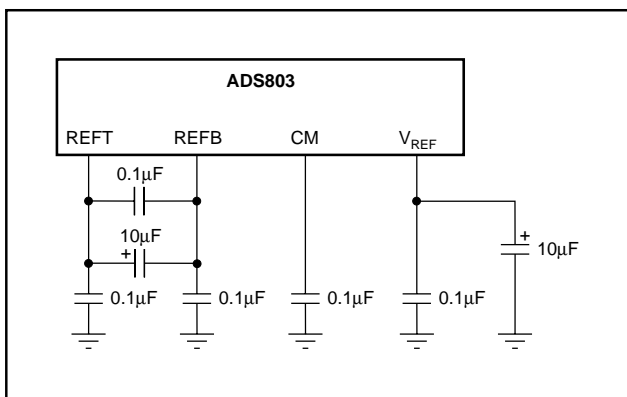 ADS803
REFT REFB CM VREF
0.1µF
10µF
+
+
10µF
0.1µF 0.1µF 0.1µF 0.1µF